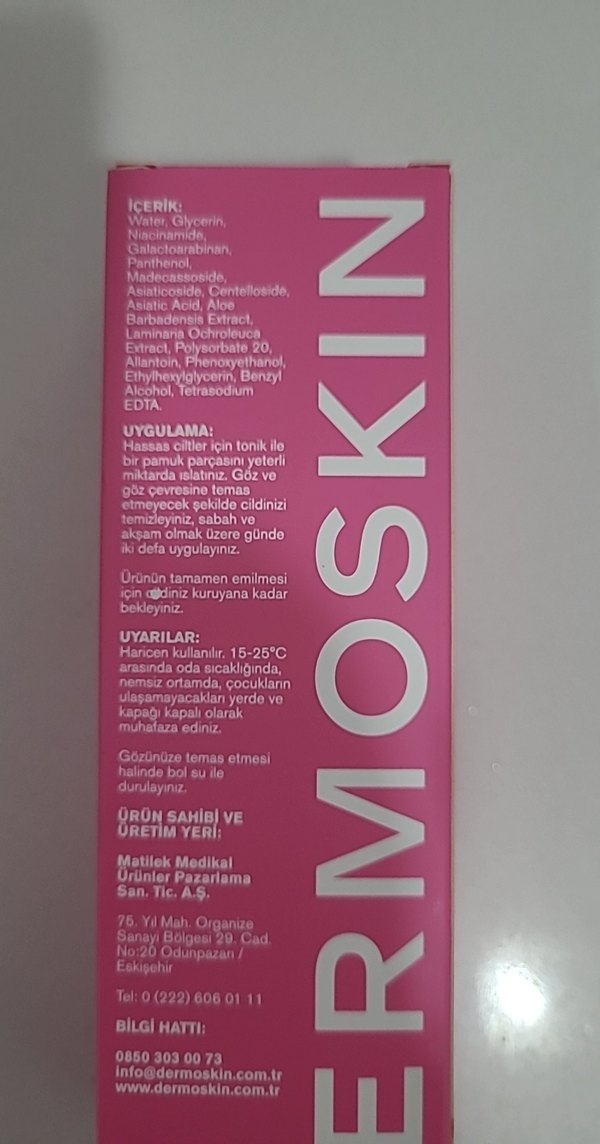 İÇERİK:
Water, Glycerin,
Niacinamide,
Galactoarabinan,
Panthenol,
Madecassoside,
Asiaticoside, Centelloside,
Asiatic Acid, Aloe
Barbadensis Extract,
Laminaria Ochroleuca
Extract, Polysorbate 20,
Allantoin, Phenoxyethanol,
Ethylhexylglycerin, Benzyl
Alcohol, Tetrasodium
EDTA.
UYGULAMA:
Hassas ciltler için tonik ile
bir pamuk parçasını yeterli
miktarda ıslatınız. Göz ve
göz çevresine temas
etmeyecek şekilde cildinizi
temizleyiniz, sabah ve
akşam olmak üzere günde
iki defa uygulayınız.
Ürünün tamamen emilmesi
için cildiniz kuruyana kadar
bekleyiniz.
UYARILAR:
Haricen kullanılır. 15-25°C
arasında oda sıcaklığında,
nemsiz ortamda, çocukların
ulaşamayacakları yerde ve
kapağı kapalı olarak
muhafaza ediniz.
Gözünüze temas etmesi
halinde bol su ile
durulayınız.
ÜRÜN SAHİBİ VE
ÜRETİM YERİ:
Matilek Medikal
Ürünler Pazarlama
San. Tic. A.Ş.
75. Yıl Mah. Organize
Sanayi Bölgesi 29. Cad.
No:20 Odunpazarı /
Eskişehir
Tel: 0 (222) 606 01 11
BİLGİ HATTI:
0850 303 00 73
info@dermoskin.com.tr
www.dermoskin.com.tr
ERMOSKIN